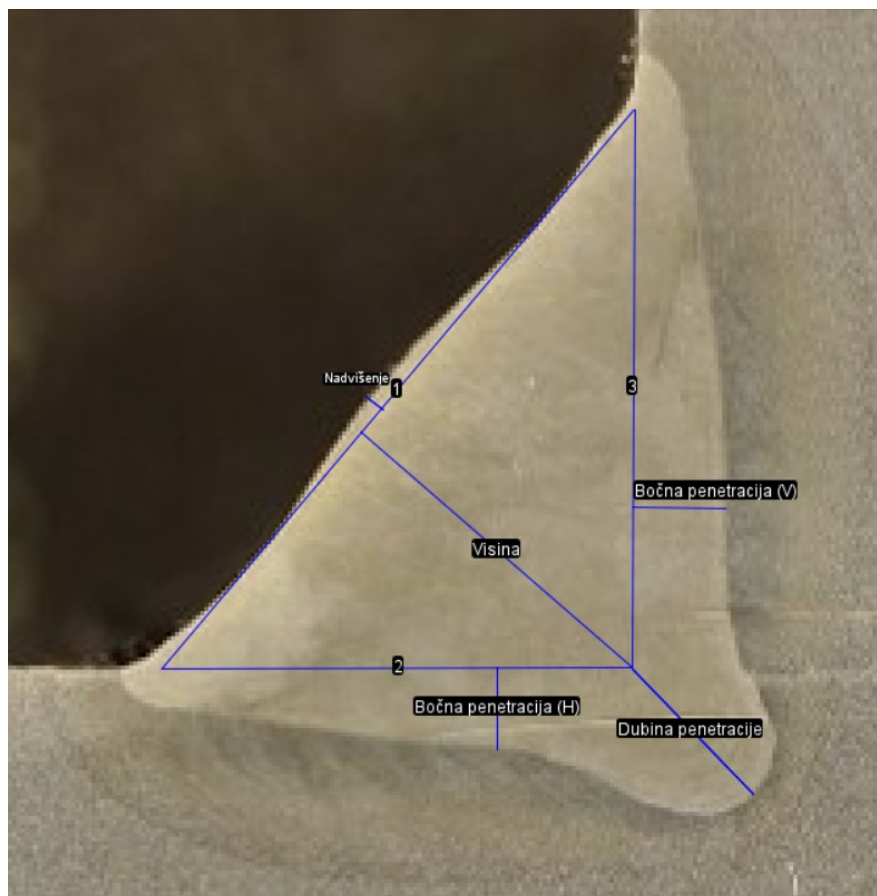 Nadvišenje
1
3
Bočna penetracija (V)
Visina
2
Bočna penetracija (H)
Dubina penetracije